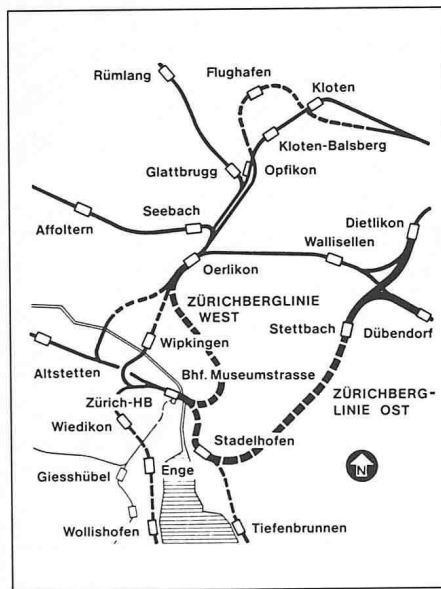 Rümlang
Flughafen
Kloten
Kloten-Balsberg
Glattbrugg
Opfikon
Seebach
Affoltern
Dietlikon
Wallisellen
Oerlikon
ZÜRICHBERGLINIE
WEST
Stettbach
Dübendorf
Wipkingen
Altstetten
Bhf. Museumstrasse
Zürich-HB
ZÜRICHBERG-
LINIE OST
Wiedikon
Stadelhofen
Giesshübel
Enge
N
Wollishofen
Tiefenbrunnen